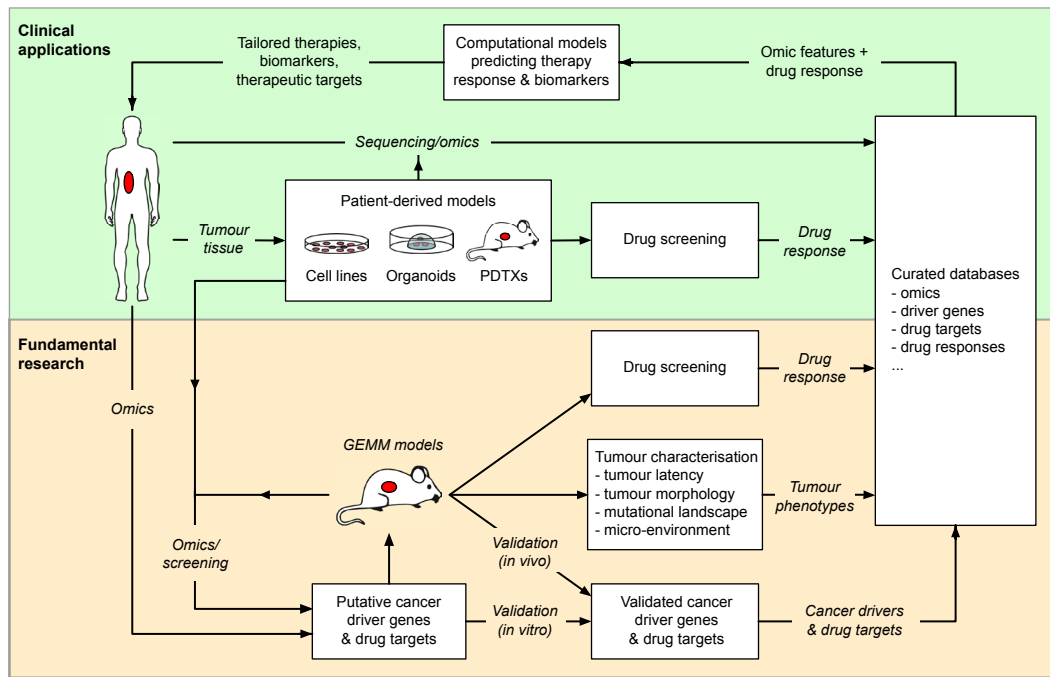 Clinical
applications
Tailored therapies,
biomarkers,
therapeutic targets
Computational models
predicting therapy
response & biomarkers
Omic features +
drug response
Sequencing/omics
Patient-derived models
Cell lines
Organoids
PDTXs
Tumour
tissue
Drug screening
Drug
response
Curated databases
- omics
- driver genes
- drug targets
- drug responses
...
Fundamental
research
Omics
Drug screening
Drug
response
GEMM models
Tumour characterisation
- tumour latency
- tumour morphology
- mutational landscape
- micro-environment
Tumour
phenotypes
Omics/
screening
Validation
(in vivo)
Putative cancer
driver genes
& drug targets
Validation
(in vitro)
Validated cancer
driver genes
& drug targets
Cancer drivers
& drug targets